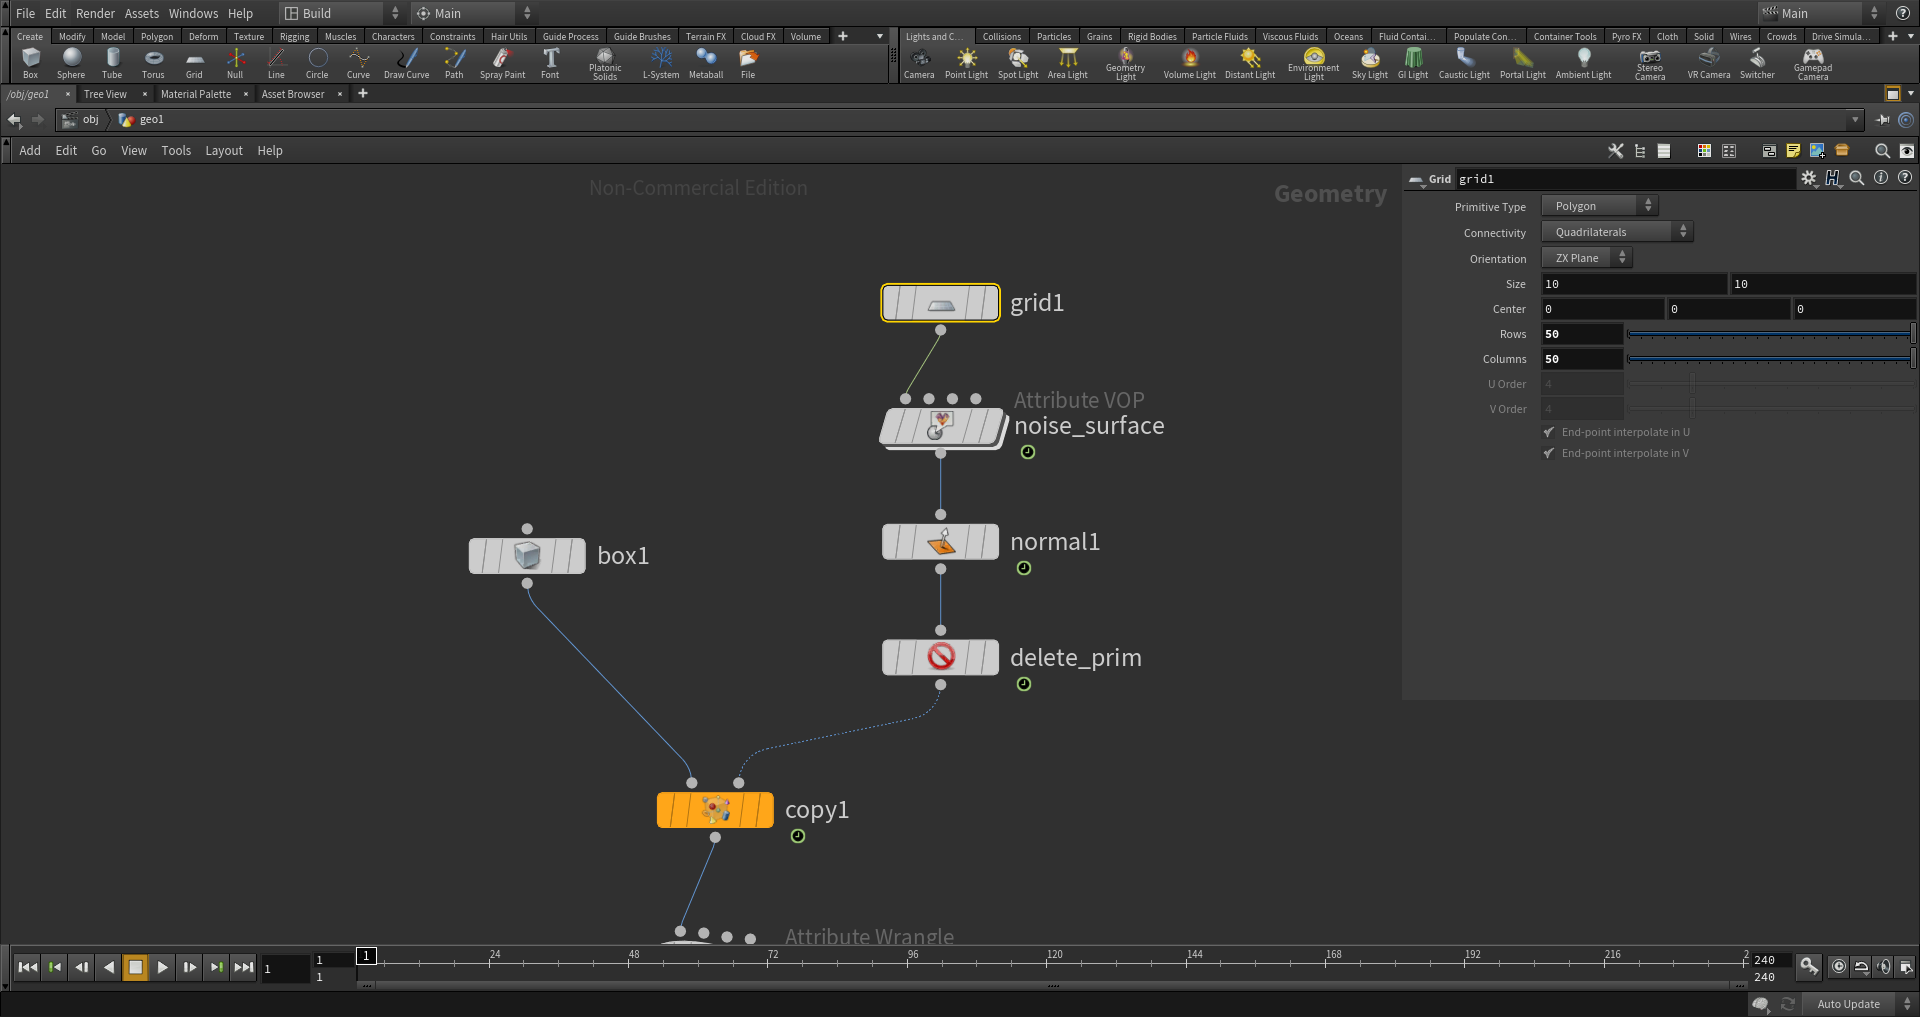 File Edit Render Assets Windows Help Build Main Main
Create Modify Model Polygon Deform Texture Rigging Muscles Characters Constraints Hair Utils Guide Process Guide Brushes Terrain FX Cloud FX Volume
Lights and C... Collisions Particles Grains Rigid Bodies Particle Fluids Viscous Fluids Oceans Fluid Contai... Populate Con... Container Tools Pyro FX Cloth Solid Wires Crowds Drive Simula...
Box Sphere Tube Torus Grid Null Line Circle Curve Draw Curve Path Spray Paint Font Platonic Solids L-System Metaball File
Camera Point Light Spot Light Area Light Geometry Light Volume Light Distant Light Environment Light Sky Light GI Light Caustic Light Portal Light Ambient Light Stereo Camera VR Camera Switcher Gamepad Camera
/obj/geo1 Tree View Material Palette Asset Browser
obj geo1
Add Edit Go View Tools Layout Help
Non-Commercial Edition
Geometry
Grid grid1
Primitive Type Polygon
Connectivity Quadrilaterals
Orientation ZX Plane
Size 10 10
Center 0 0 0
Rows 50
Columns 50
U Order 4
V Order 4
End-point interpolate in U
End-point interpolate in V
grid1
Attribute VOP
noise_surface
normal1
box1
delete_prim
copy1
Attribute Wrangle
1 1 1 1 24 48 72 96 120 144 168 192 216 2 240
240
Auto Update